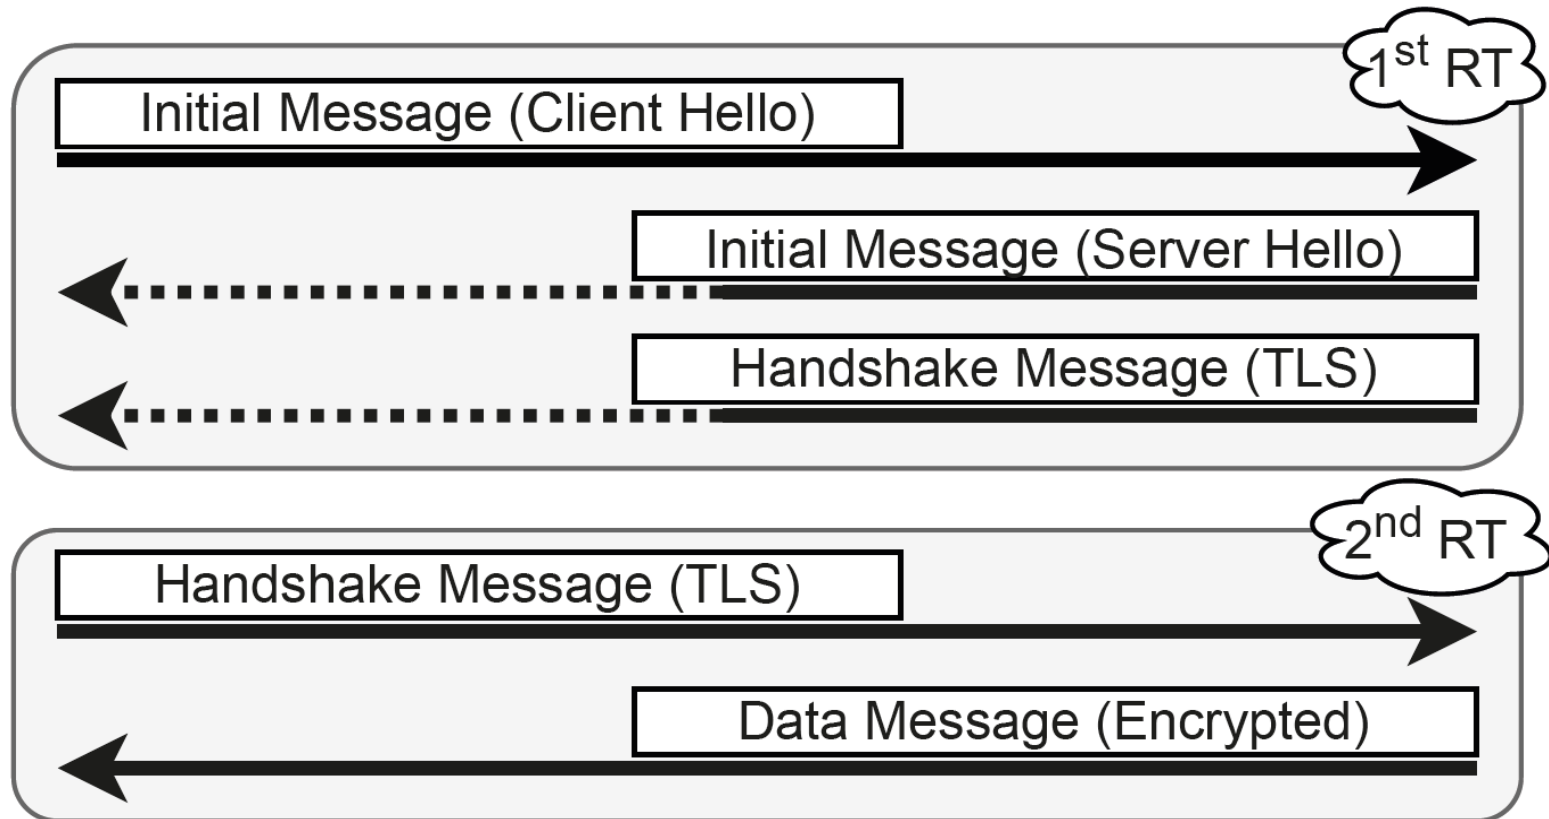 1st RT
Initial Message (Client Hello)
Initial Message (Server Hello)
Handshake Message (TLS)
2nd RT
Handshake Message (TLS)
Data Message (Encrypted)